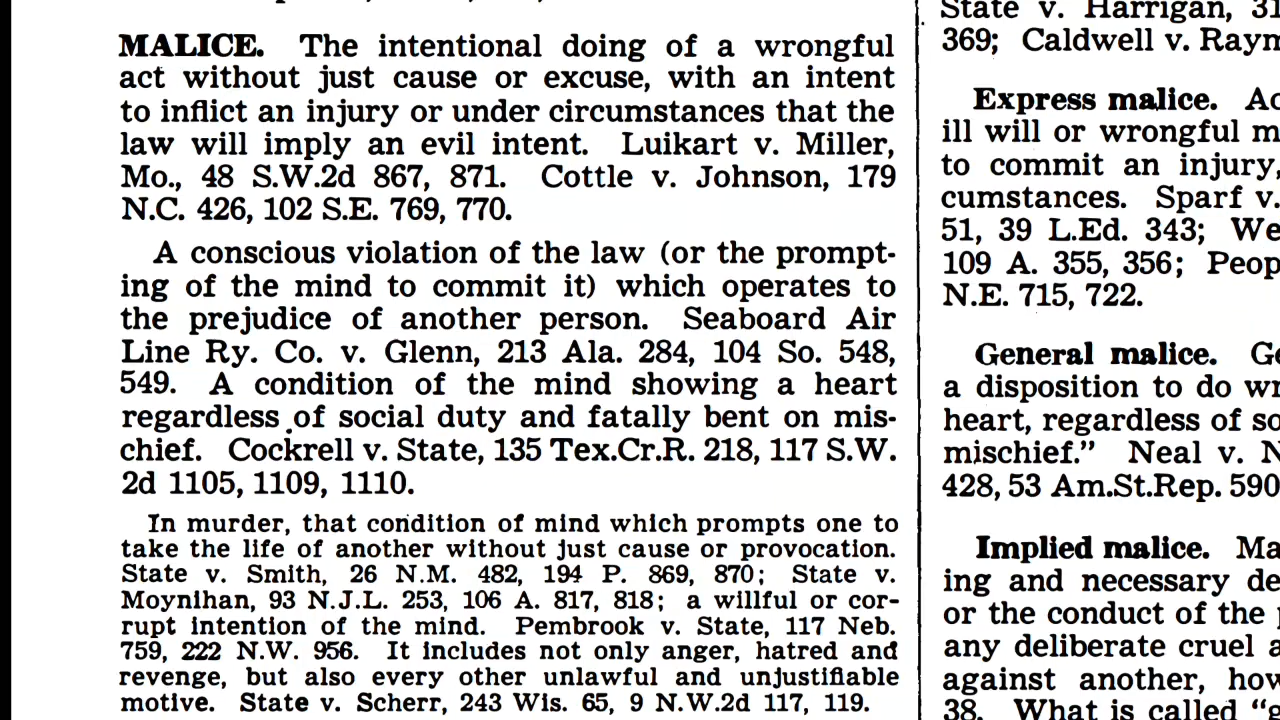 MALICE. The intentional doing of a wrongful
act without just cause or excuse, with an intent
to inflict an injury or under circumstances that the
law will imply an evil intent. Luikart v. Miller,
Mo., 48 S.W.2d 867, 871. Cottle v. Johnson, 179
N.C. 426, 102 S.E. 769, 770.
A conscious violation of the law (or the prompt-
ing of the mind to commit it) which operates to
the prejudice of another person. Seaboard Air
Line Ry. Co. v. Glenn, 213 Ala. 284, 104 So. 548,
549. A condition of the mind showing a heart
regardless of social duty and fatally bent on mis-
chief. Cockrell v. State, 135 Tex.Cr.R. 218, 117 S.W.
2d 1105, 1109, 1110.
In murder, that condition of mind which prompts one to
take the life of another without just cause or provocation.
State v. Smith, 26 N.M. 482, 194 P. 869, 870; State v.
Moynihan, 93 N.J.L. 253, 106 A. 817, 818; a willful or cor-
rupt intention of the mind. Pembrook v. State, 117 Neb.
759, 222 N.W. 956. It includes not only anger, hatred and
revenge, but also every other unlawful and unjustifiable
motive. State v. Scherr, 243 Wis. 65, 9 N.W.2d 117, 119.
State v. Harrigan, 31
369; Caldwell v. Raym
Express malice. Ac
ill will or wrongful m
to commit an injury,
cumstances. Sparf v.
51, 39 L.Ed. 343; We
109 A. 355, 356; Peop
N.E. 715, 722.
General malice. Ge
a disposition to do wr
heart, regardless of so
mischief." Neal v. N
428, 53 Am.St.Rep. 590
Implied malice. Ma
ing and necessary de
or the conduct of the p
any deliberate cruel a
against another, how
38. What is called "g